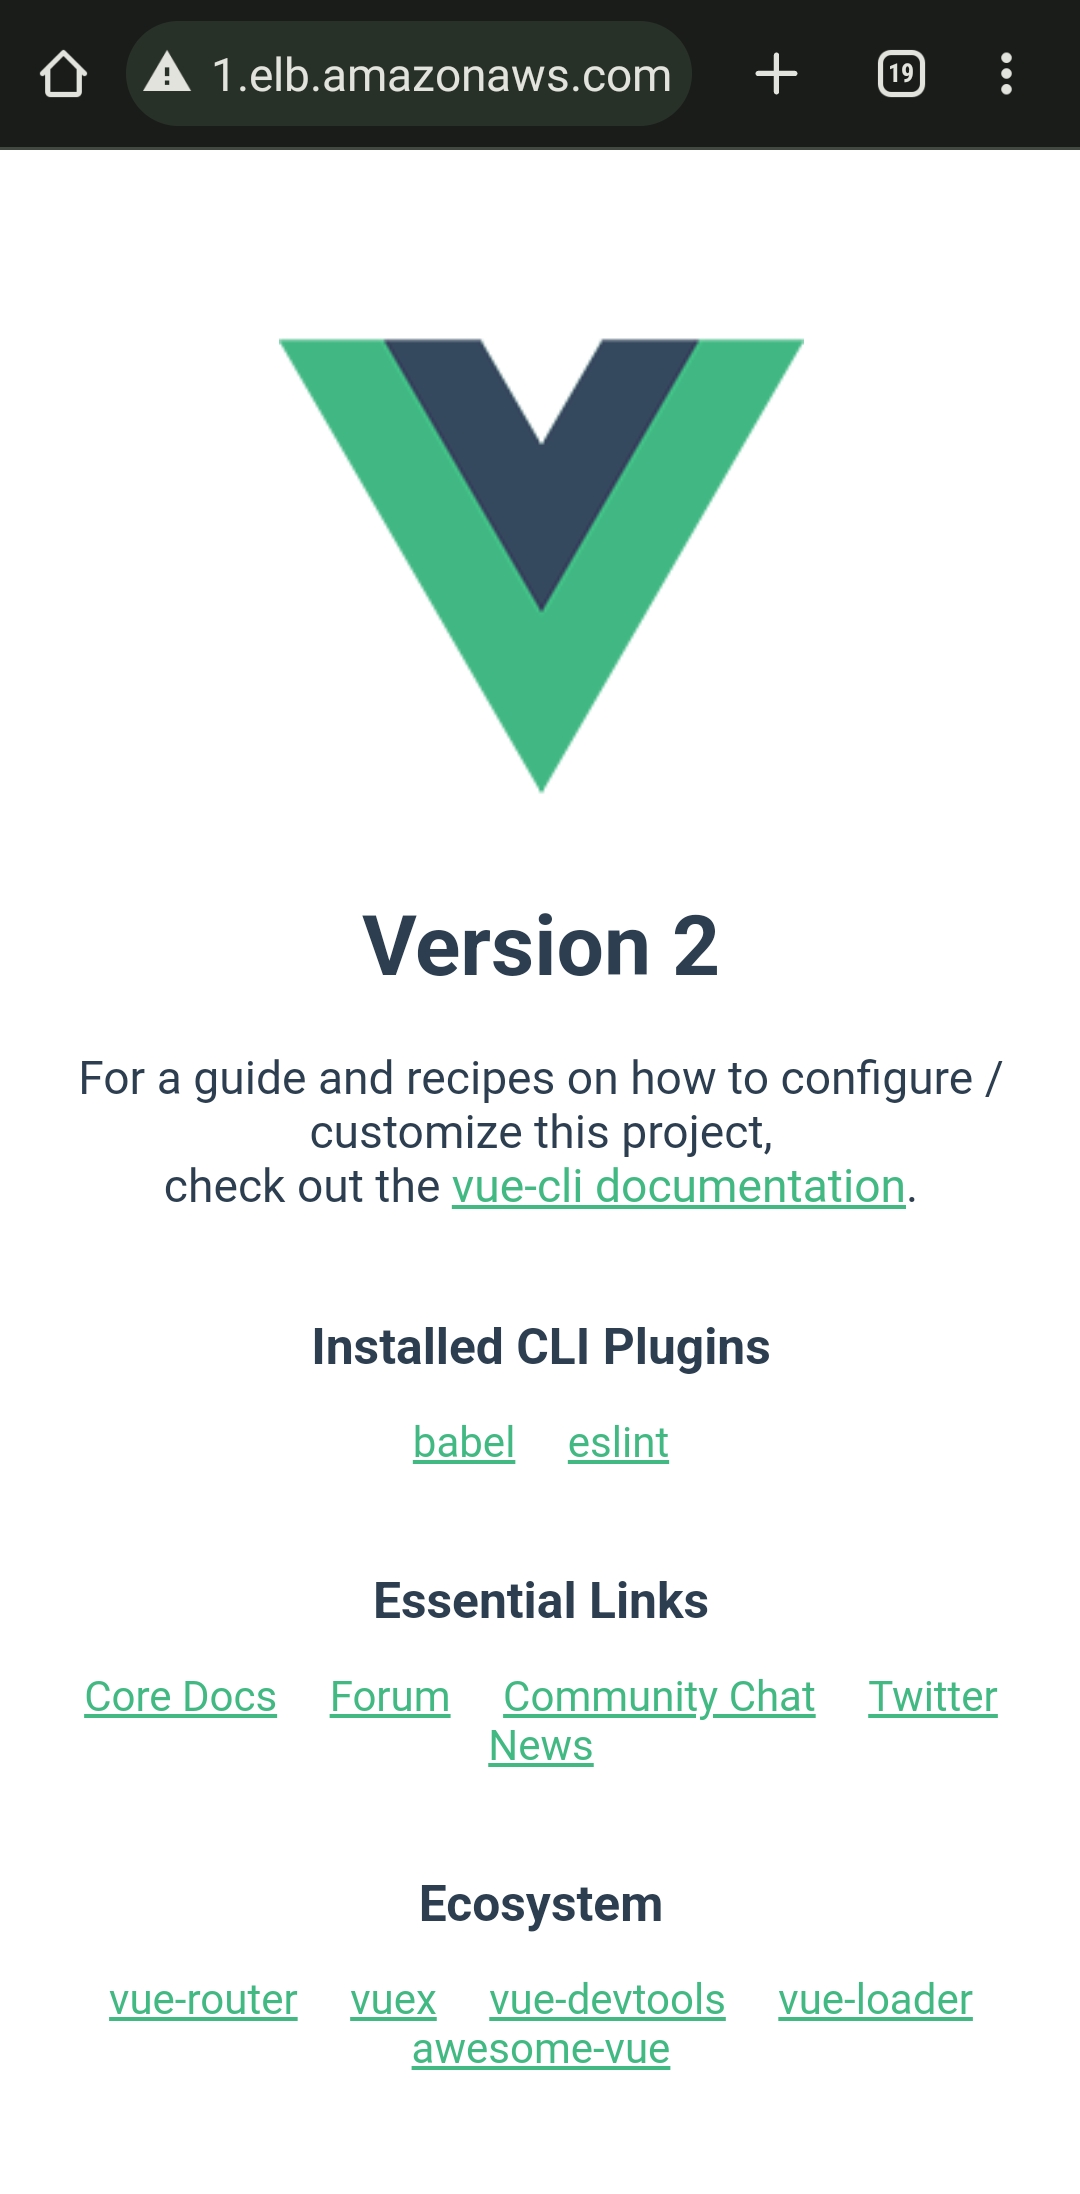 1.elb.amazonaws.com
19
Version 2
For a guide and recipes on how to configure /
customize this project,
check out the vue-cli documentation.
Installed CLI Plugins
babel eslint
Essential Links
Core Docs Forum Community Chat Twitter
News
Ecosystem
vue-router vuex vue-devtools vue-loader
awesome-vue